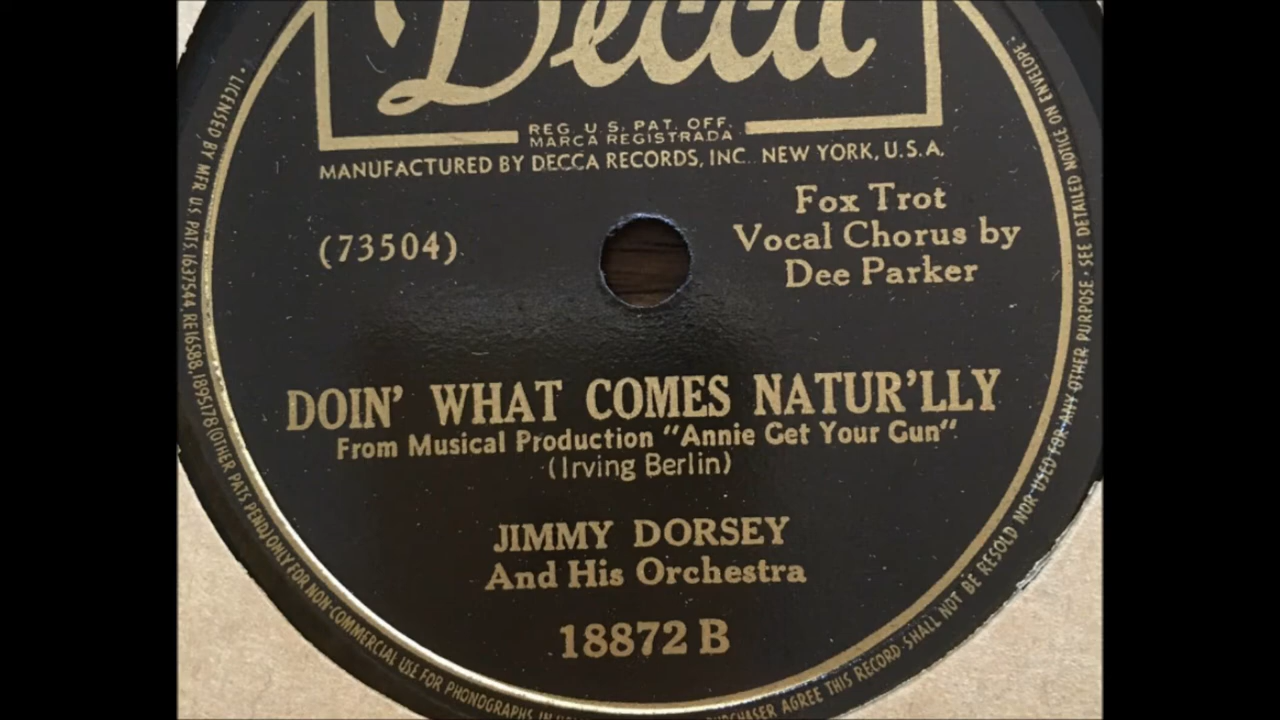 Decca
REG. U.S. PAT. OFF.
MARCA REGISTRADA
MANUFACTURED BY DECCA RECORDS, INC. NEW YORK, U.S.A.
Fox Trot
(73504)
Vocal Chorus by
Dee Parker
DOIN' WHAT COMES NATUR'LLY
From Musical Production "Annie Get Your Gun"
(Irving Berlin)
JIMMY DORSEY
And His Orchestra
18872 B
• LICENSED BY MFR. U.S. PATS. 1637544, RE16588, 1895178 (OTHER PATS PEND) ONLY FOR NON-COMMERCIAL USE FOR PHONOGRAPHS IN
AGREE THIS RECORD SHALL NOT BE RESOLD NOR USED FOR ANY OTHER PURPOSE • SEE DETAILED NOTICE ON ENVELOPE •